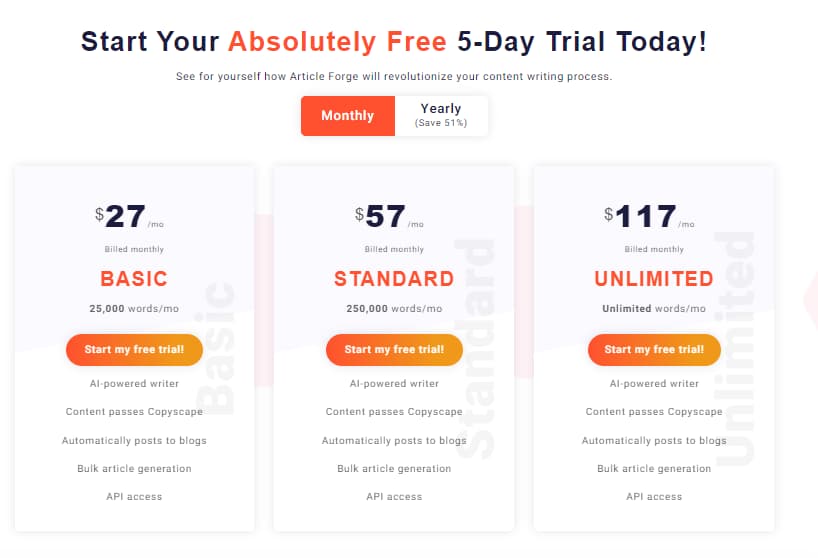 Start Your Absolutely Free 5-Day Trial Today!
See for yourself how Article Forge will revolutionize your content writing process.
Monthly
Yearly
(Save 51%)
$27/mo
Billed monthly
BASIC
25,000 words/mo
Start my free trial!
AI-powered writer
Content passes Copyscape
Automatically posts to blogs
Bulk article generation
API access
Basic
$57/mo
Billed monthly
STANDARD
250,000 words/mo
Start my free trial!
AI-powered writer
Content passes Copyscape
Automatically posts to blogs
Bulk article generation
API access
Standard
$117/mo
Billed monthly
UNLIMITED
Unlimited words/mo
Start my free trial!
AI-powered writer
Content passes Copyscape
Automatically posts to blogs
Bulk article generation
API access
Unlimited